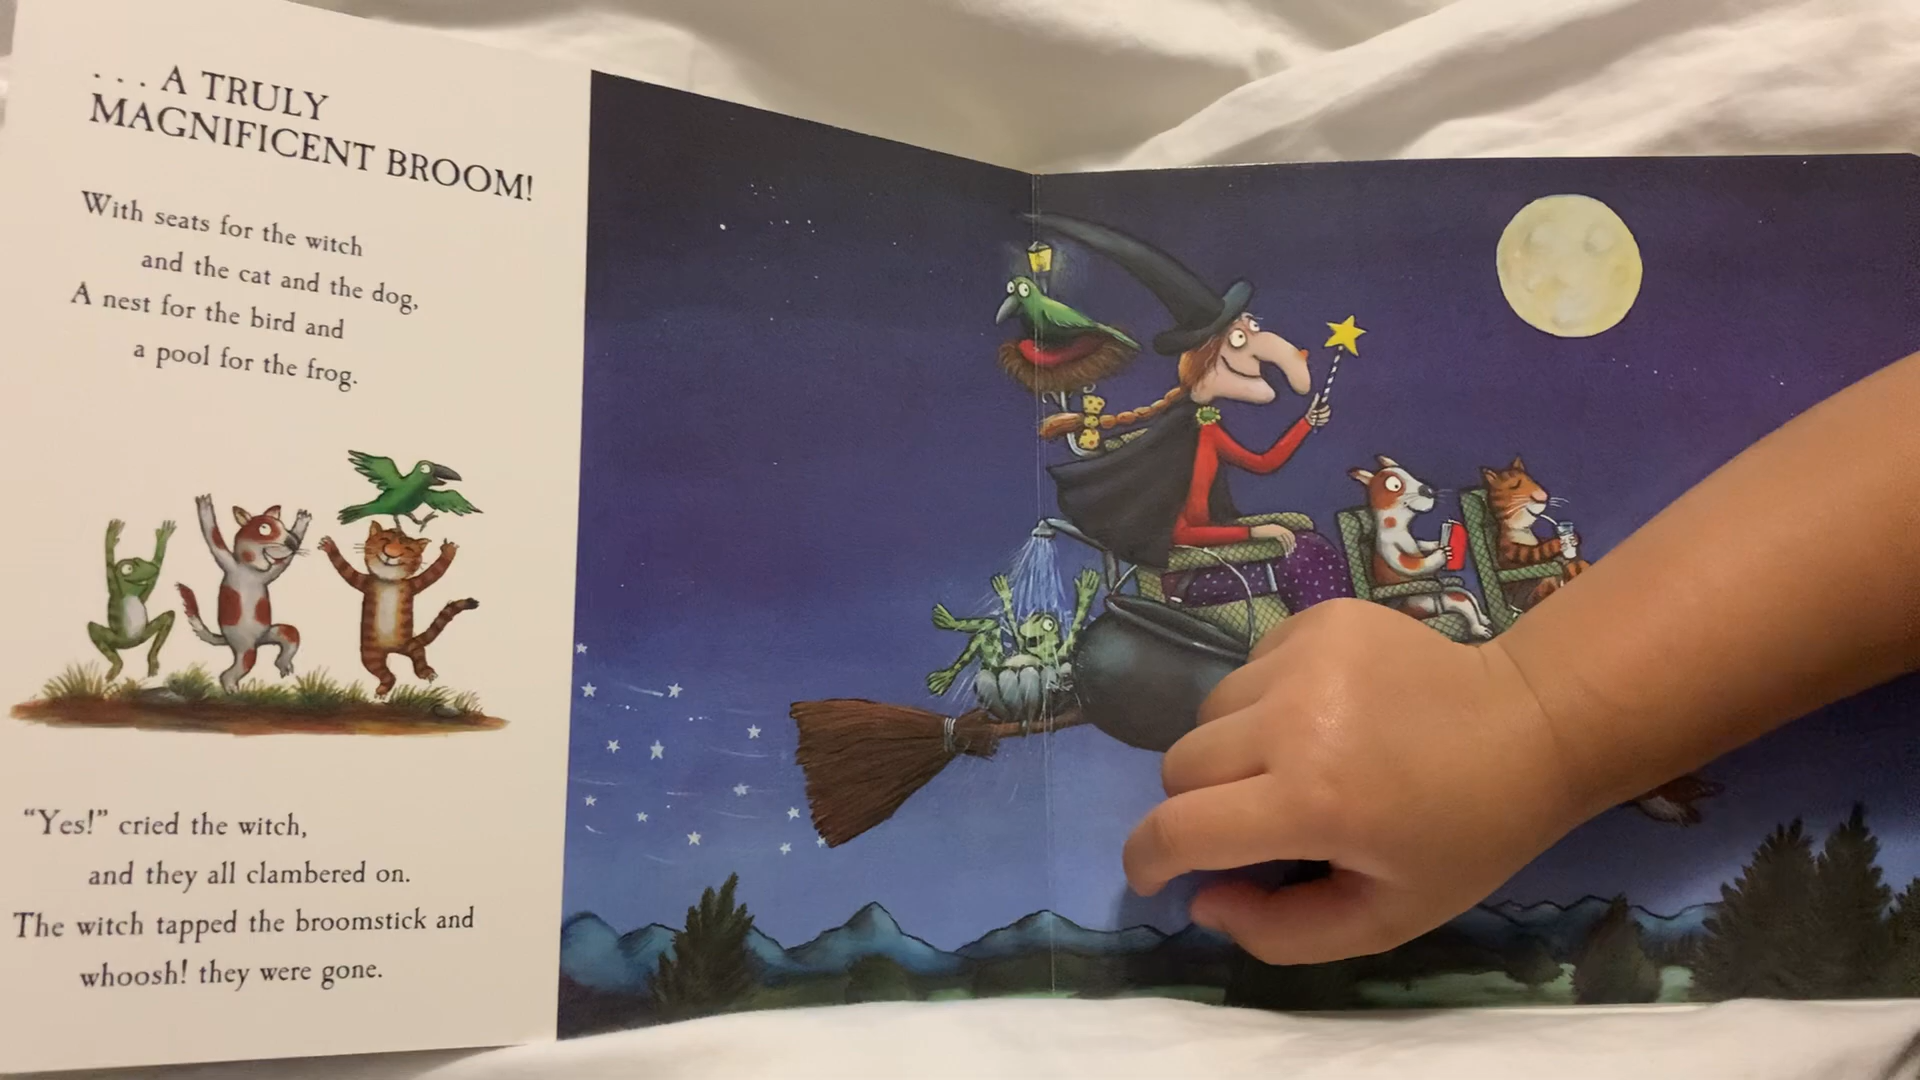 . . . A TRULY
MAGNIFICENT BROOM!
With seats for the witch
and the cat and the dog,
A nest for the bird and
a pool for the frog.
“Yes!” cried the witch,
and they all clambered on.
The witch tapped the broomstick and
whoosh! they were gone.